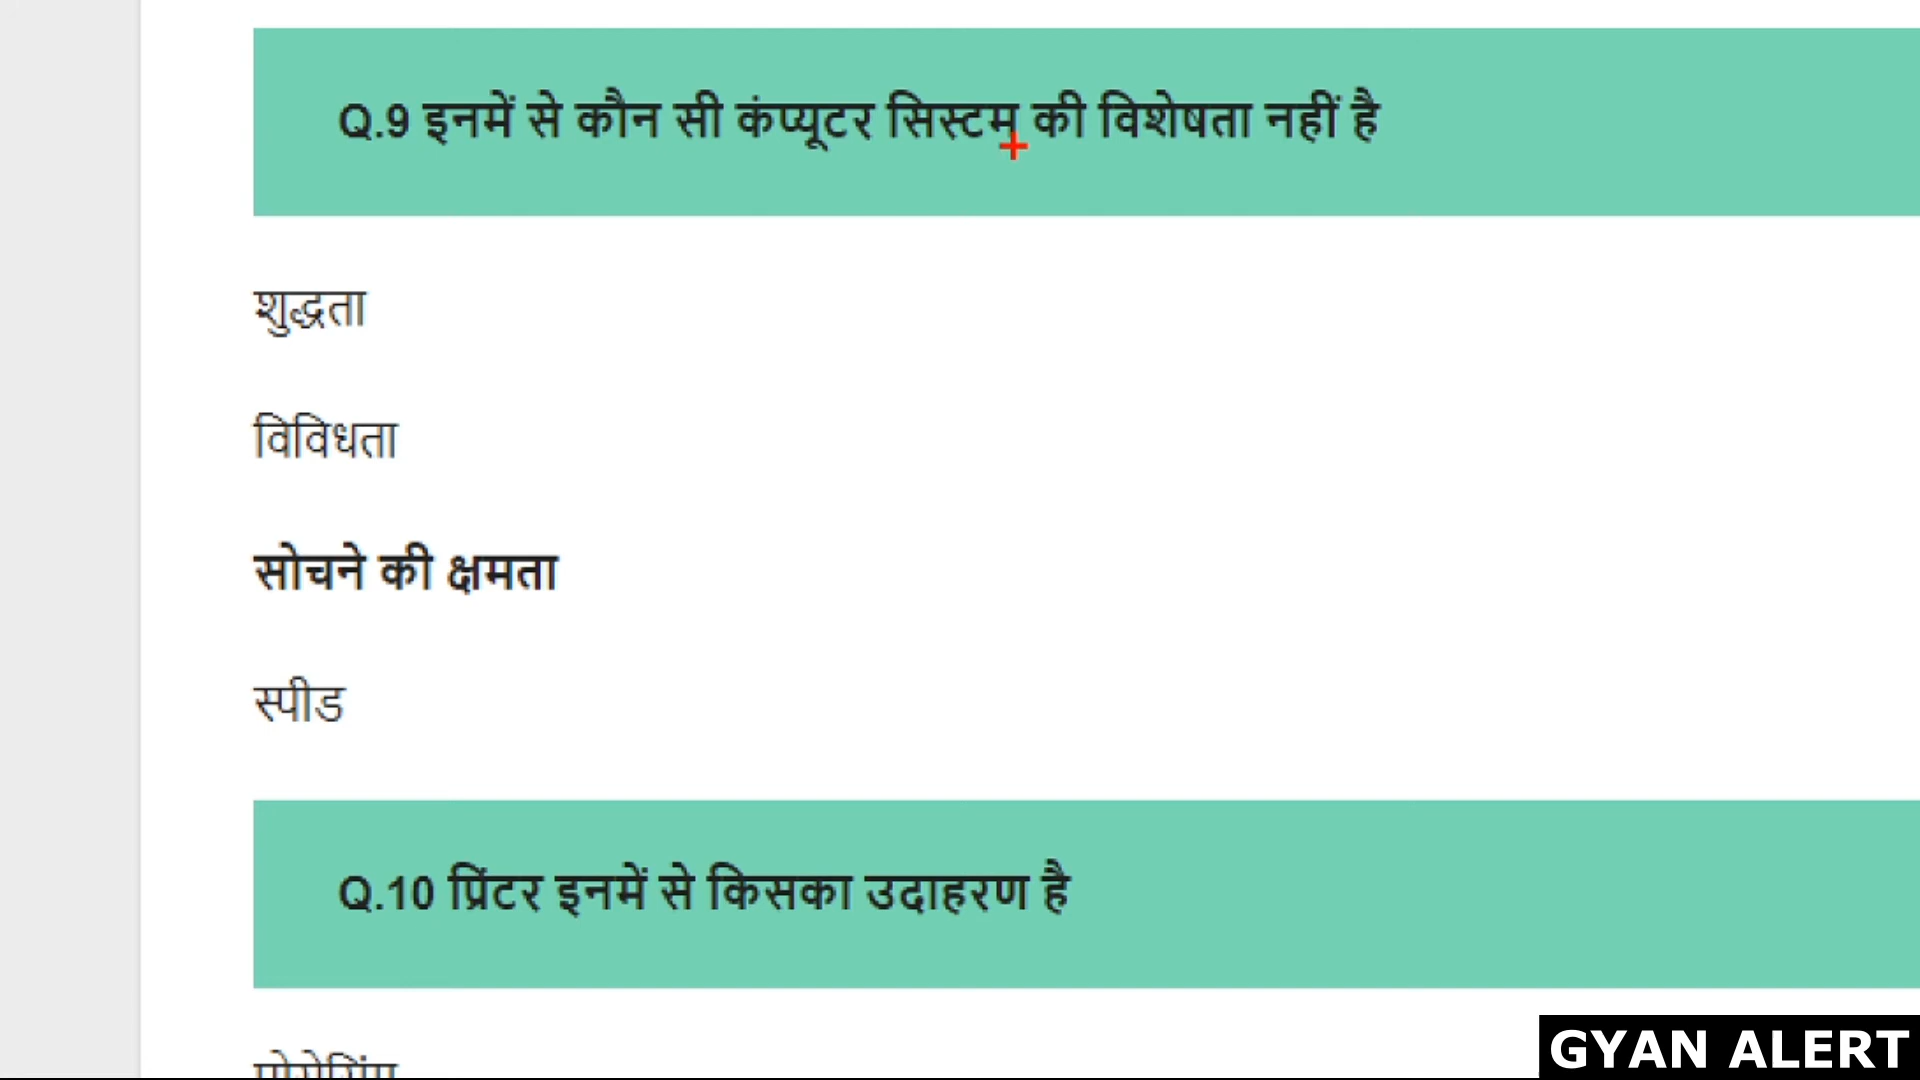 Q.9 इनमें से कौन सी कंप्यूटर सिस्टम की विशेषता नहीं है
शुद्धता
विविधता
सोचने की क्षमता
स्पीड
Q.10 प्रिंटर इनमें से किसका उदाहरण है
GYAN ALERT